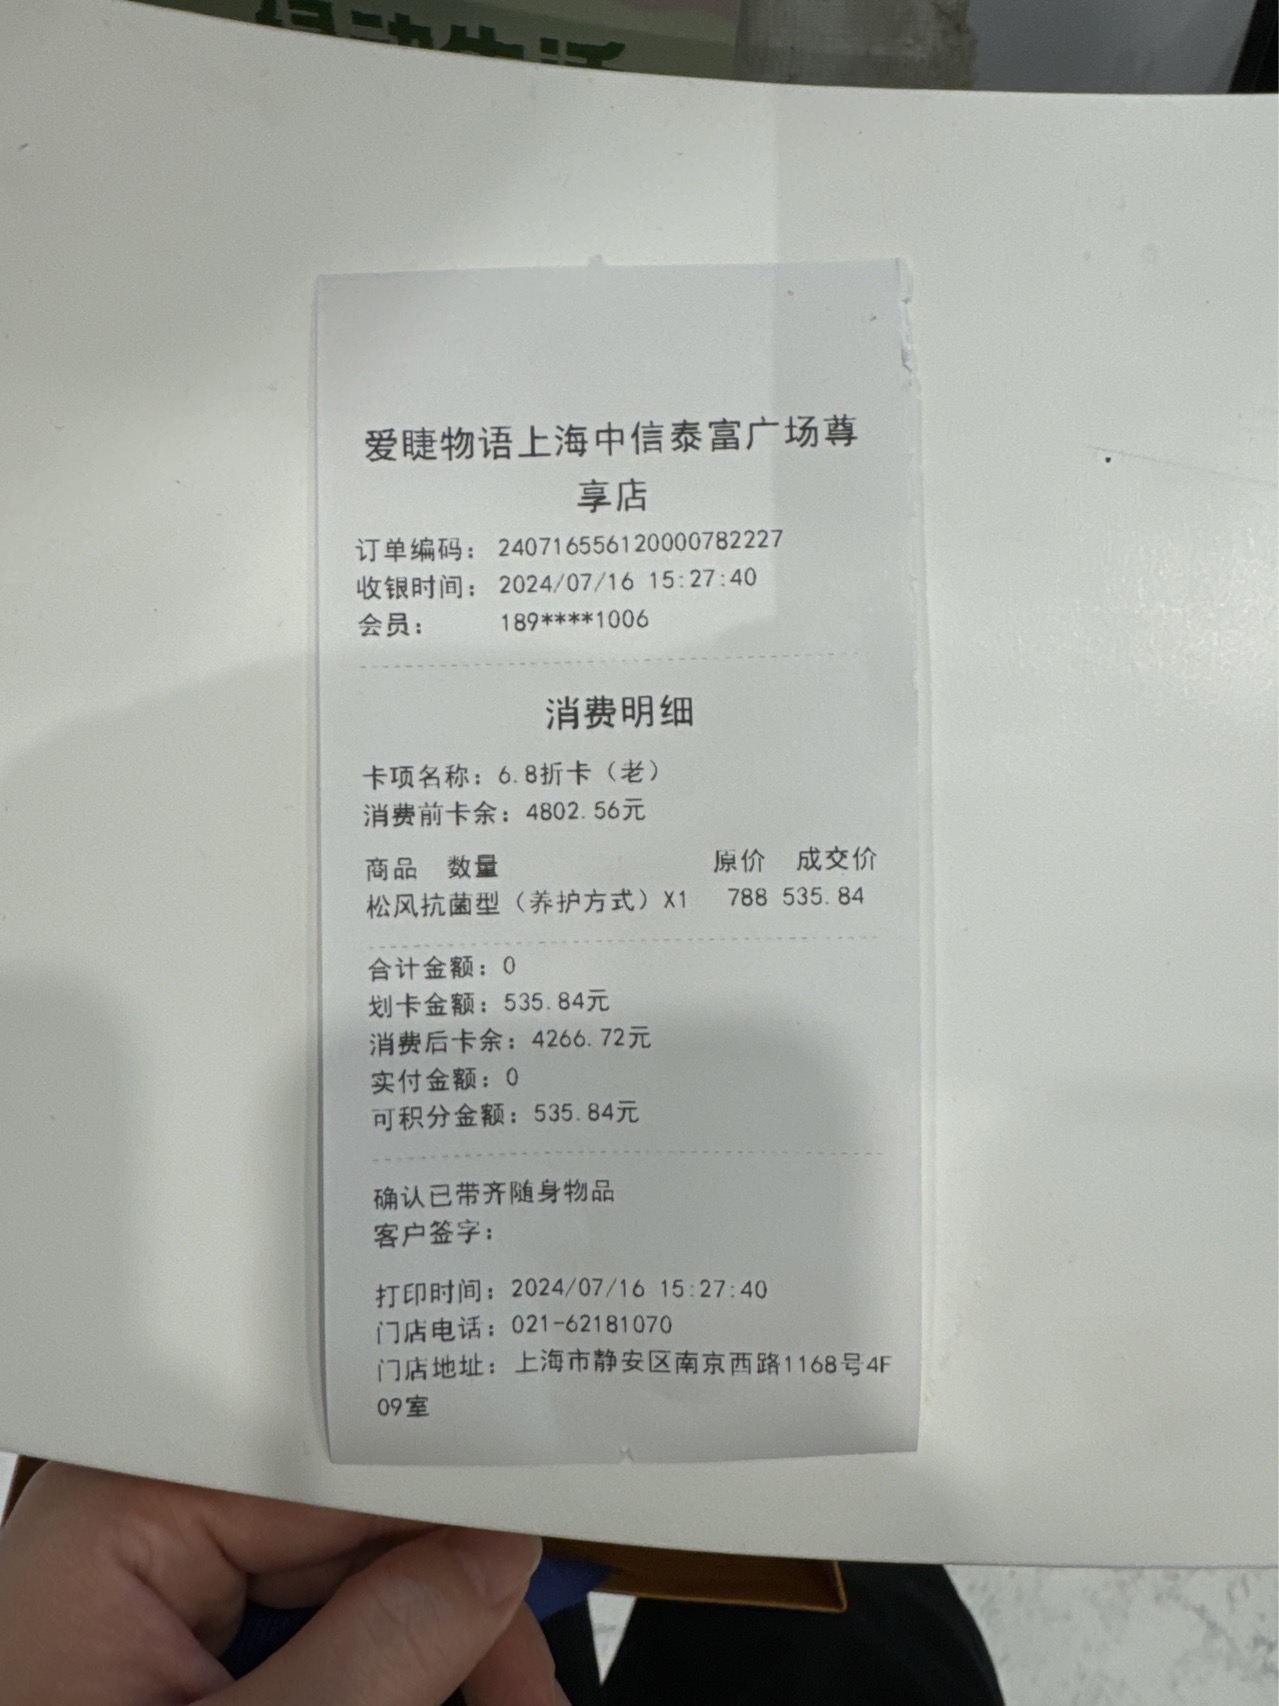 爱睫物语上海中信泰富广场尊
享店
订单编码: 240716556120000782227
收银时间: 2024/07/16 15:27:40
会员: 189****1006
消费明细
卡项名称: 6.8折卡（老）
消费前卡余: 4802.56元
商品 数量 原价 成交价
松风抗菌型（养护方式）X1 788 535.84
合计金额: 0
划卡金额: 535.84元
消费后卡余: 4266.72元
实付金额: 0
可积分金额: 535.84元
确认已带齐随身物品
客户签字:
打印时间: 2024/07/16 15:27:40
门店电话: 021-62181070
门店地址: 上海市静安区南京西路1168号4F
09室